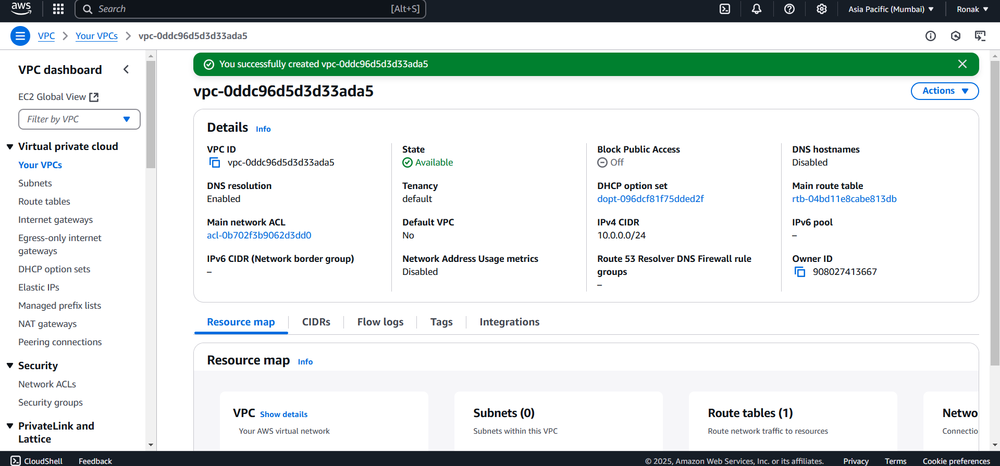 aws
Search
[Alt+S]
Asia Pacific (Mumbai)
Ronak
VPC
Your VPCs
vpc-0ddc96d5d3d33ada5
VPC dashboard
EC2 Global View
Filter by VPC
Virtual private cloud
Your VPCs
Subnets
Route tables
Internet gateways
Egress-only internet
gateways
DHCP option sets
Elastic IPs
Managed prefix lists
NAT gateways
Peering connections
Security
Network ACLs
Security groups
PrivateLink and
Lattice
You successfully created vpc-0ddc96d5d3d33ada5
vpc-0ddc96d5d3d33ada5
Actions
Details Info
VPC ID
vpc-0ddc96d5d3d33ada5
State
Available
Block Public Access
Off
DNS hostnames
Disabled
DNS resolution
Enabled
Tenancy
default
DHCP option set
dopt-096dcf81f75dded2f
Main route table
rtb-04bd11e8cabe813db
Main network ACL
acl-0b702f3b9062d3dd0
Default VPC
No
IPv4 CIDR
10.0.0.0/24
IPv6 pool
–
IPv6 CIDR (Network border group)
–
Network Address Usage metrics
Disabled
Route 53 Resolver DNS Firewall rule
groups
–
Owner ID
908027413667
Resource map
CIDRs
Flow logs
Tags
Integrations
Resource map Info
VPC Show details
Your AWS virtual network
Subnets (0)
Subnets within this VPC
Route tables (1)
Route network traffic to resources
Netwo
Connectio
CloudShell
Feedback
© 2025, Amazon Web Services, Inc. or its affiliates.
Privacy
Terms
Cookie preferences